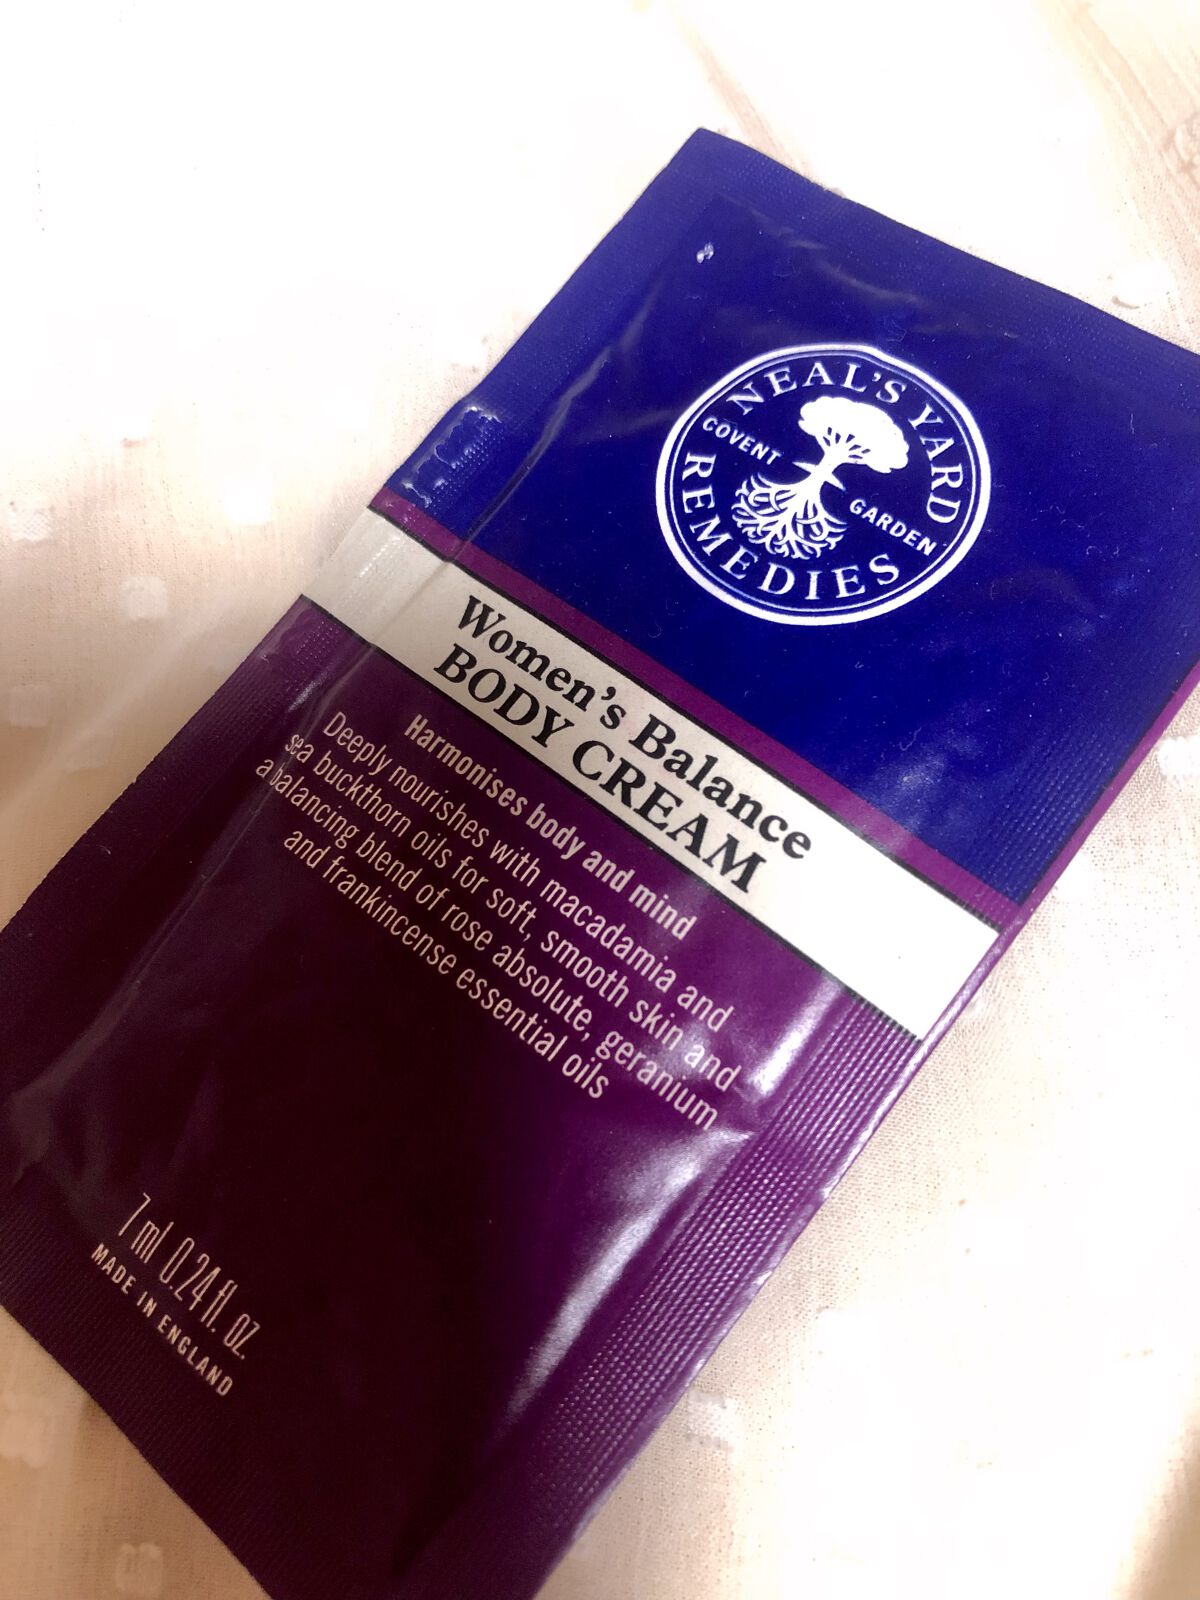 NEAL'S YARD
COVENT
GARDEN
REMEDIES
Women's Balance
BODY CREAM
Harmonises body and mind
Deeply nourishes with macadamia and
sea buckthorn oils for soft, smooth skin and
a balancing blend of rose absolute, geranium
and frankincense essential oils
7 ml 0.24 fl. oz.
MADE IN ENGLAND